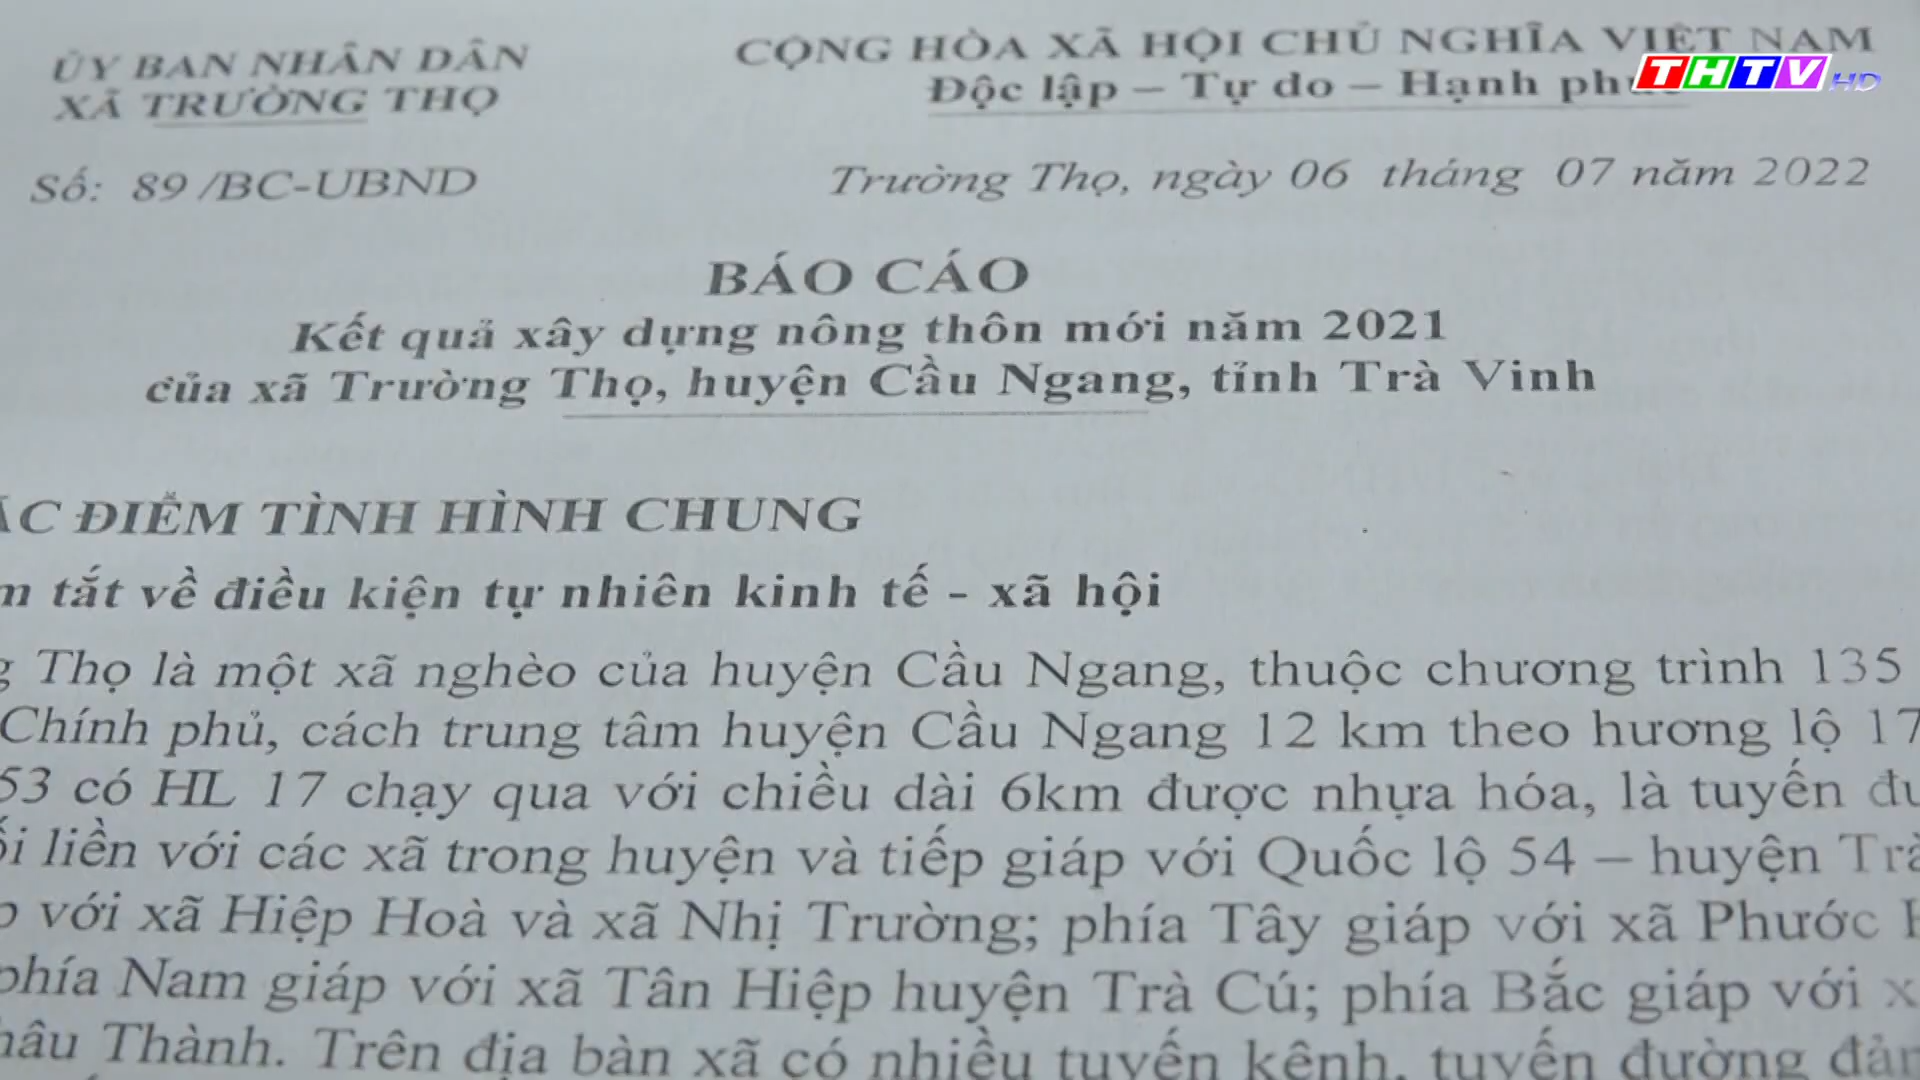 ỦY BAN NHÂN DÂN
XÃ TRƯỜNG THỌ
CỘNG HÒA XÃ HỘI CHỦ NGHĨA VIỆT NAM
Độc lập – Tự do – Hạnh
THTV HD
Số: 89 /BC-UBND
Trường Thọ, ngày 06 tháng 07 năm 2022
BÁO CÁO
Kết quả xây dựng nông thôn mới năm 2021
của xã Trường Thọ, huyện Cầu Ngang, tỉnh Trà Vinh
ĐIỂM TÌNH HÌNH CHUNG
tắt về điều kiện tự nhiên kinh tế - xã hội
Thọ là một xã nghèo của huyện Cầu Ngang, thuộc chương trình 135
Chính phủ, cách trung tâm huyện Cầu Ngang 12 km theo hương lộ 17
53 có HL 17 chạy qua với chiều dài 6km được nhựa hóa, là tuyến
liền với các xã trong huyện và tiếp giáp với Quốc lộ 54 – huyện Trà
với xã Hiệp Hoà và xã Nhị Trường; phía Tây giáp với xã Phước
phía Nam giáp với xã Tân Hiệp huyện Trà Cú; phía Bắc giáp với
Thành. Trên địa bàn xã có nhiều tuyến kênh, tuyến đường